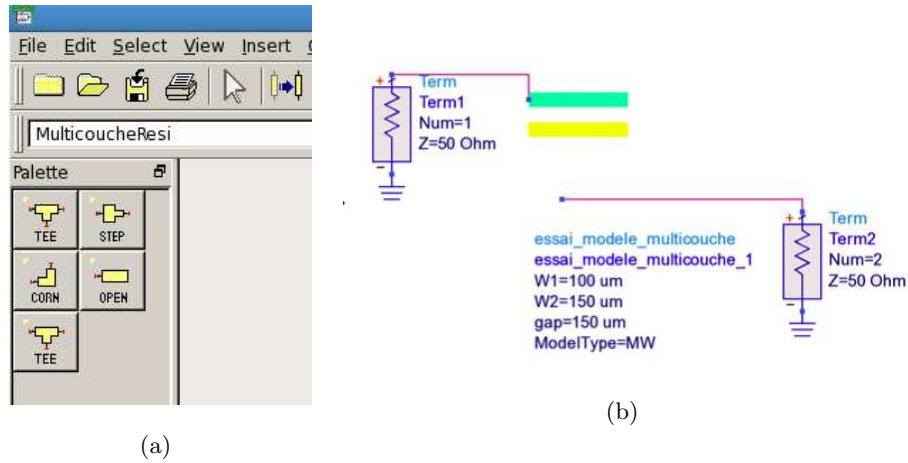 File Edit Select View Insert
MulticoucheResi
Palette
TEE STEP
CORN OPEN
TEE
(a)
+ Term
Term1
Num=1
Z=50 Ohm
+ Term
Term2
Num=2
Z=50 Ohm
essai_modele_multicouche
essai_modele_multicouche_1
W1=100 um
W2=150 um
gap=150 um
ModelType=MW
(b)